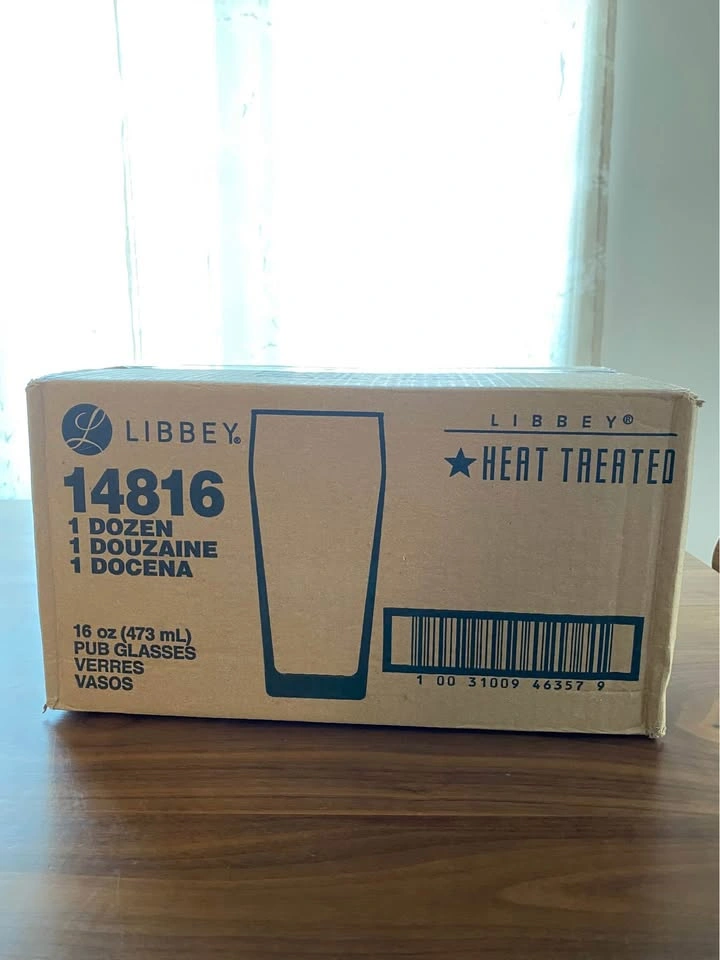 LIBBEY®
14816
1 DOZEN
1 DOUZAINE
1 DOCENA
16 oz (473 mL)
PUB GLASSES
VERRES
VASOS
LIBBEY®
★HEAT TREATED
1 00 31009 46357 9